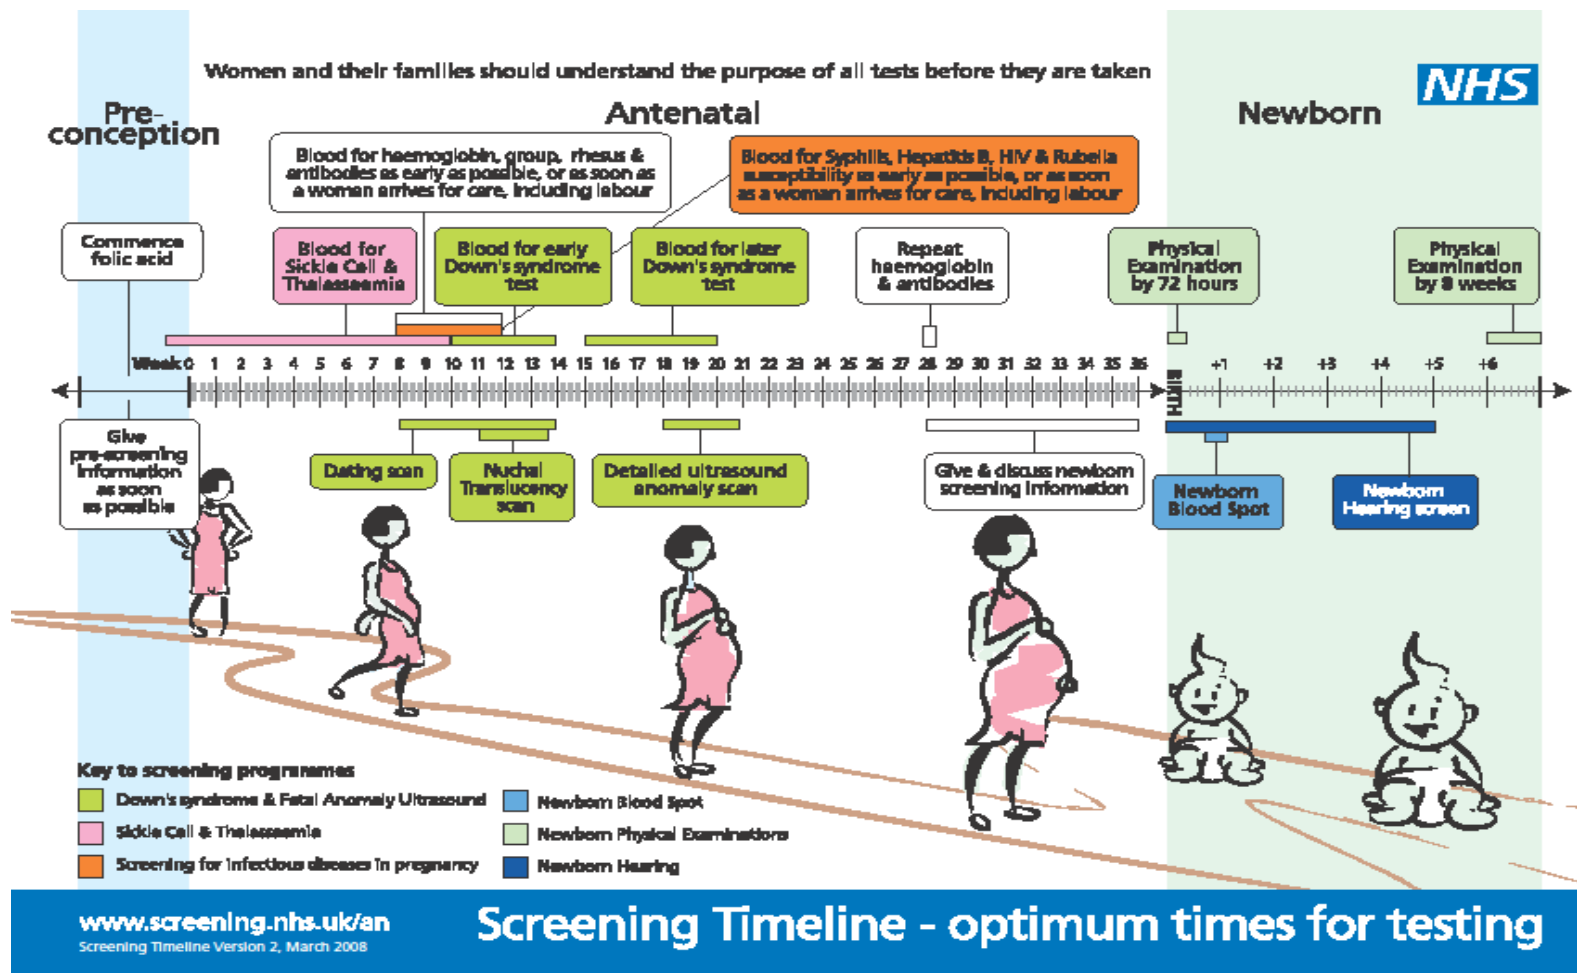 Women and their families should understand the purpose of all tests before they are taken
NHS
Pre-
conception
Antenatal
Newborn
Blood for haemoglobin, group, rhesus &
antibodies as early as possible, or as soon as
a woman arrives for care, including labour
Blood for Syphilis, Hepatitis B, HIV & Rubella
susceptibility as early as possible, or as soon
as a woman arrives for care, including labour
Commence
folic acid
Blood for
Sickle Cell &
Thalassaemia
Blood for early
Down's syndrome
test
Blood for later
Down's syndrome
test
Repeat
haemoglobin
& antibodies
Physical
Examination
by 72 hours
Physical
Examination
by 8 weeks
Week 0 1 2 3 4 5 6 7 8 9 10 11 12 13 14 15 16 17 18 19 20 21 22 23 24 25 26 27 28 29 30 31 32 33 34 35 36
BIRTH
+1 +2 +3 +4 +5 +6
Give
pre-screening
information
as soon
as possible
Dating scan
Nuchal
Translucency
scan
Detailed ultrasound
anomaly scan
Give & discuss newborn
screening information
Newborn
Blood Spot
Newborn
Hearing screen
Key to screening programmes
Down's syndrome & Fetal Anomaly Ultrasound
Sickle Cell & Thalassaemia
Screening for infectious diseases in pregnancy
Newborn Blood Spot
Newborn Physical Examinations
Newborn Hearing
www.screening.nhs.uk/an
Screening Timeline Version 2, March 2008
Screening Timeline - optimum times for testing